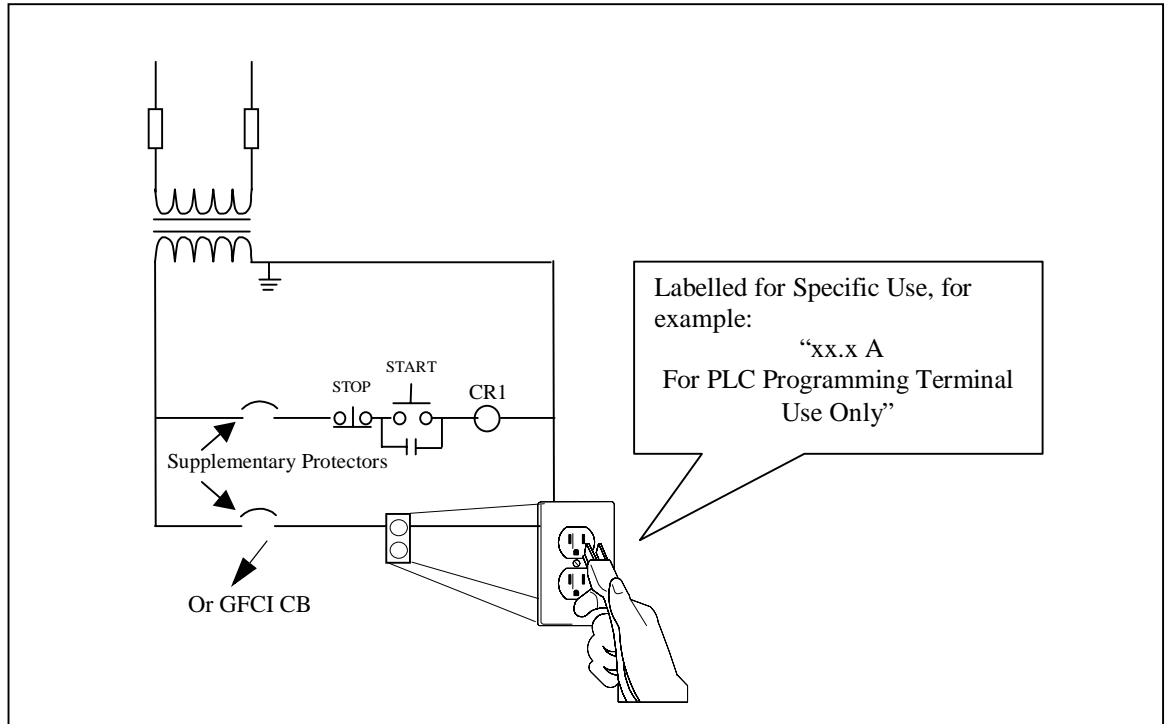 Labelled for Specific Use, for
example:
“xx.x A
For PLC Programming Terminal
Use Only”
START
STOP
CR1
Supplementary Protectors
Or GFCI CB